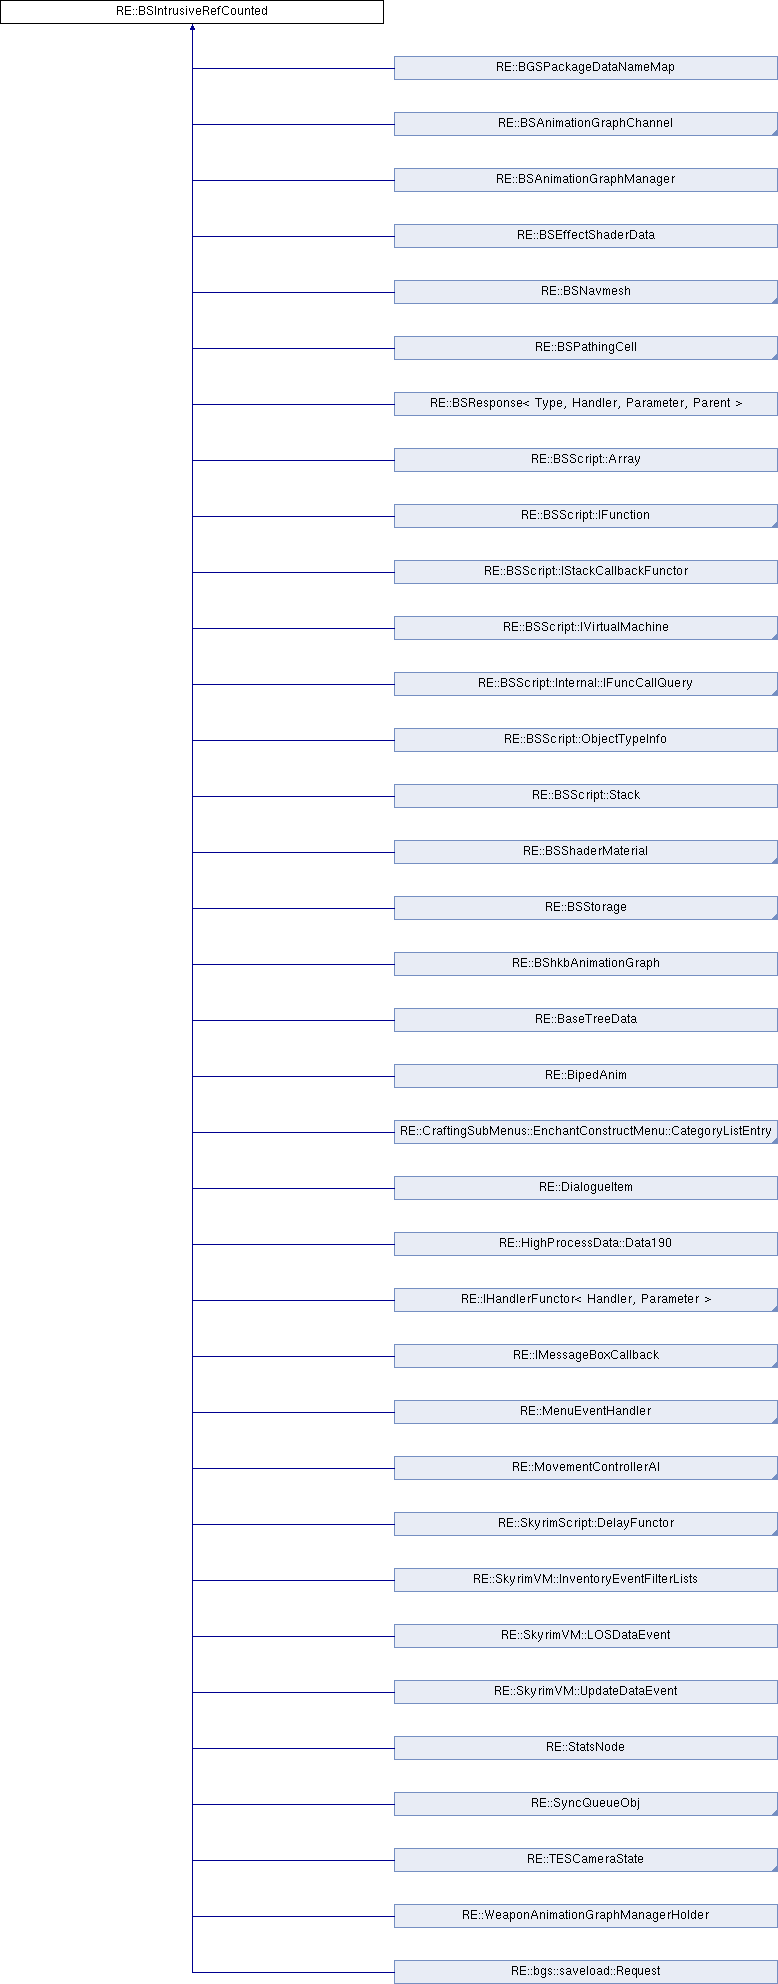 RE::BSIntrusiveRefCounted
RE::BGSPackageDataNameMap
RE::BSAnimationGraphChannel
RE::BSAnimationGraphManager
RE::BSEffectShaderData
RE::BSNavmesh
RE::BSPathingCell
RE::BSResponse< Type, Handler, Parameter, Parent >
RE::BSScript::Array
RE::BSScript::IFunction
RE::BSScript::IStackCallbackFunctor
RE::BSScript::IVirtualMachine
RE::BSScript::Internal::IFuncCallQuery
RE::BSScript::ObjectTypeInfo
RE::BSScript::Stack
RE::BSShaderMaterial
RE::BSStorage
RE::BShkbAnimationGraph
RE::BaseTreeData
RE::BipedAnim
RE::CraftingSubMenus::EnchantConstructMenu::CategoryListEntry
RE::DialogueItem
RE::HighProcessData::Data190
RE::IHandlerFunctor< Handler, Parameter >
RE::IMessageBoxCallback
RE::MenuEventHandler
RE::MovementControllerAI
RE::SkyrimScript::DelayFunctor
RE::SkyrimVM::InventoryEventFilterLists
RE::SkyrimVM::LOSDataEvent
RE::SkyrimVM::UpdateDataEvent
RE::StatsNode
RE::SyncQueueObj
RE::TESCameraState
RE::WeaponAnimationGraphManagerHolder
RE::bgs::saveload::Request